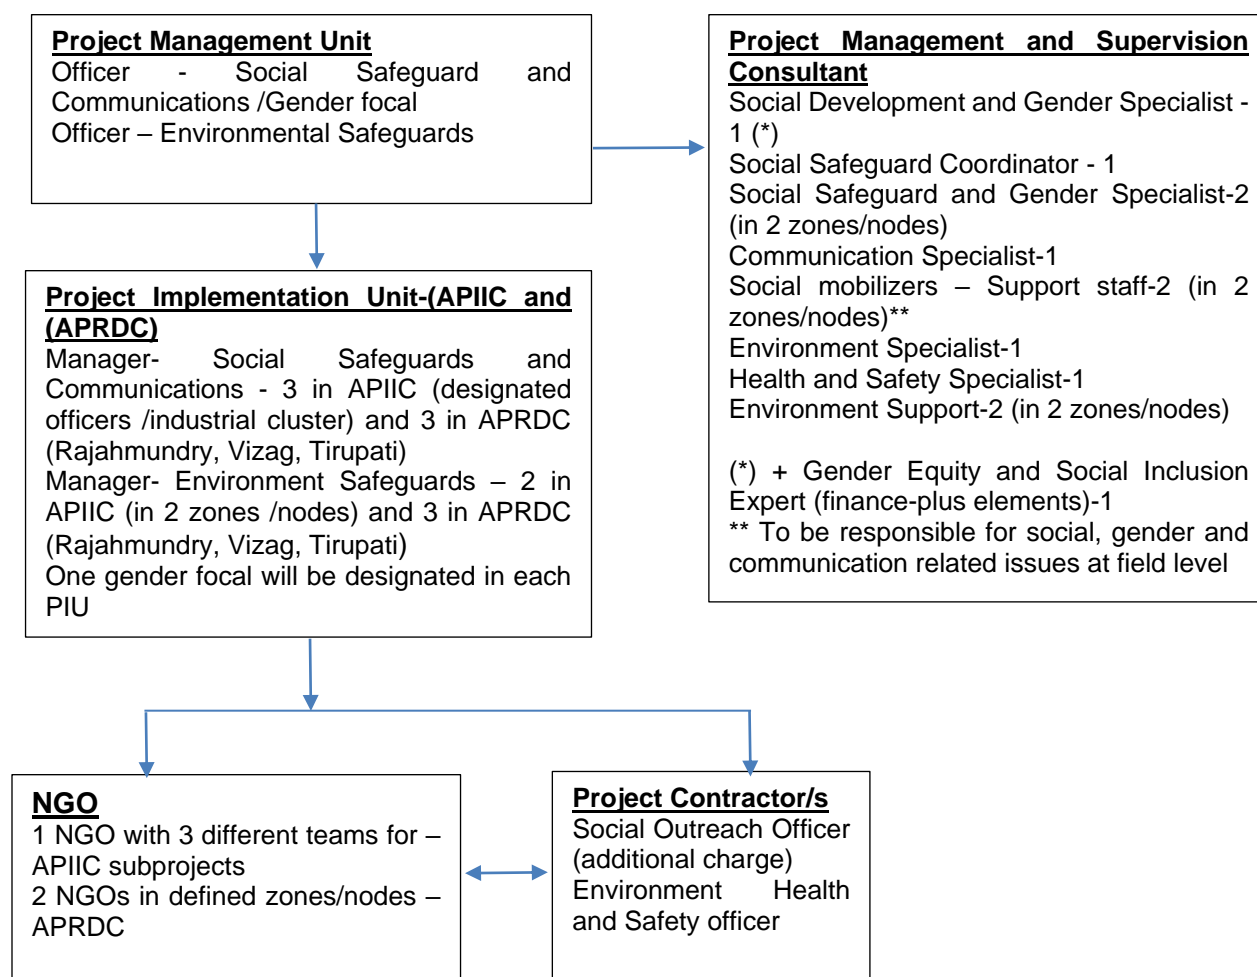 Project Management Unit
Officer - Social Safeguard and
Communications /Gender focal
Officer – Environmental Safeguards
Project Management and Supervision
Consultant
Social Development and Gender Specialist -
1 (*)
Social Safeguard Coordinator - 1
Social Safeguard and Gender Specialist-2
(in 2 zones/nodes)
Communication Specialist-1
Social mobilizers – Support staff-2 (in 2
zones/nodes)**
Environment Specialist-1
Health and Safety Specialist-1
Environment Support-2 (in 2 zones/nodes)
(*) + Gender Equity and Social Inclusion
Expert (finance-plus elements)-1
** To be responsible for social, gender and
communication related issues at field level
Project Implementation Unit-(APIIC and
(APRDC)
Manager- Social Safeguards and
Communications - 3 in APIIC (designated
officers /industrial cluster) and 3 in APRDC
(Rajahmundry, Vizag, Tirupati)
Manager- Environment Safeguards – 2 in
APIIC (in 2 zones /nodes) and 3 in APRDC
(Rajahmundry, Vizag, Tirupati)
One gender focal will be designated in each
PIU
NGO
1 NGO with 3 different teams for –
APIIC subprojects
2 NGOs in defined zones/nodes –
APRDC
Project Contractor/s
Social Outreach Officer
(additional charge)
Environment Health
and Safety officer